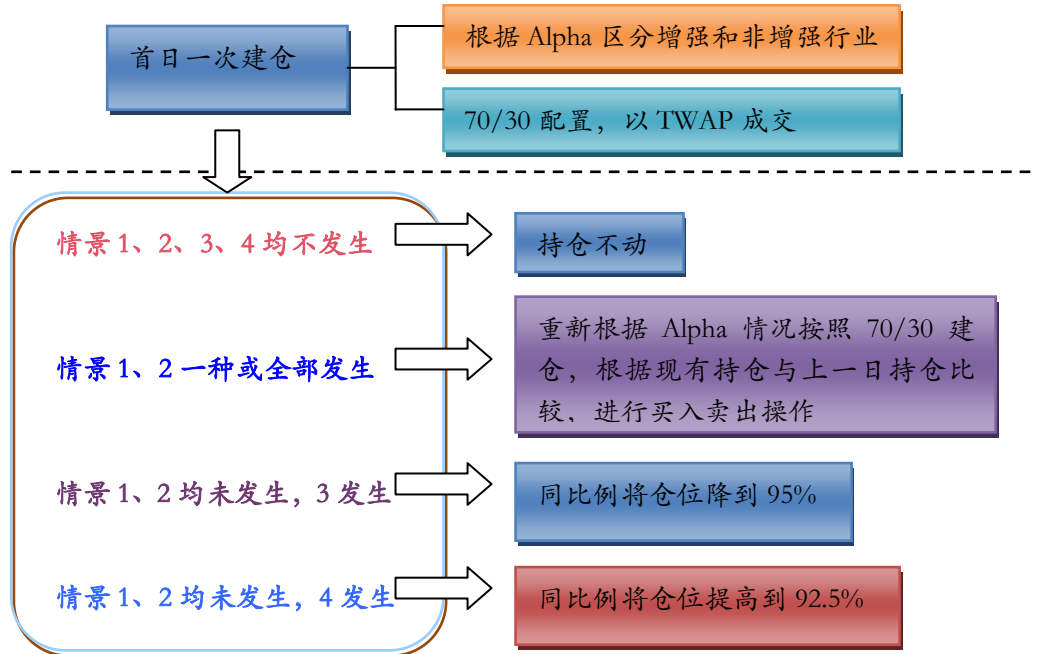 首日一次建仓
根据 Alpha 区分增强和非增强行业
70/30 配置，以 TWAP 成交
情景 1、2、3、4 均不发生
持仓不动
情景 1、2 一种或全部发生
重新根据 Alpha 情况按照 70/30 建
仓，根据现有持仓与上一日持仓比
较，进行买入卖出操作
情景 1、2 均未发生，3 发生
同比例将仓位降到 95%
情景 1、2 均未发生，4 发生
同比例将仓位提高到 92.5%